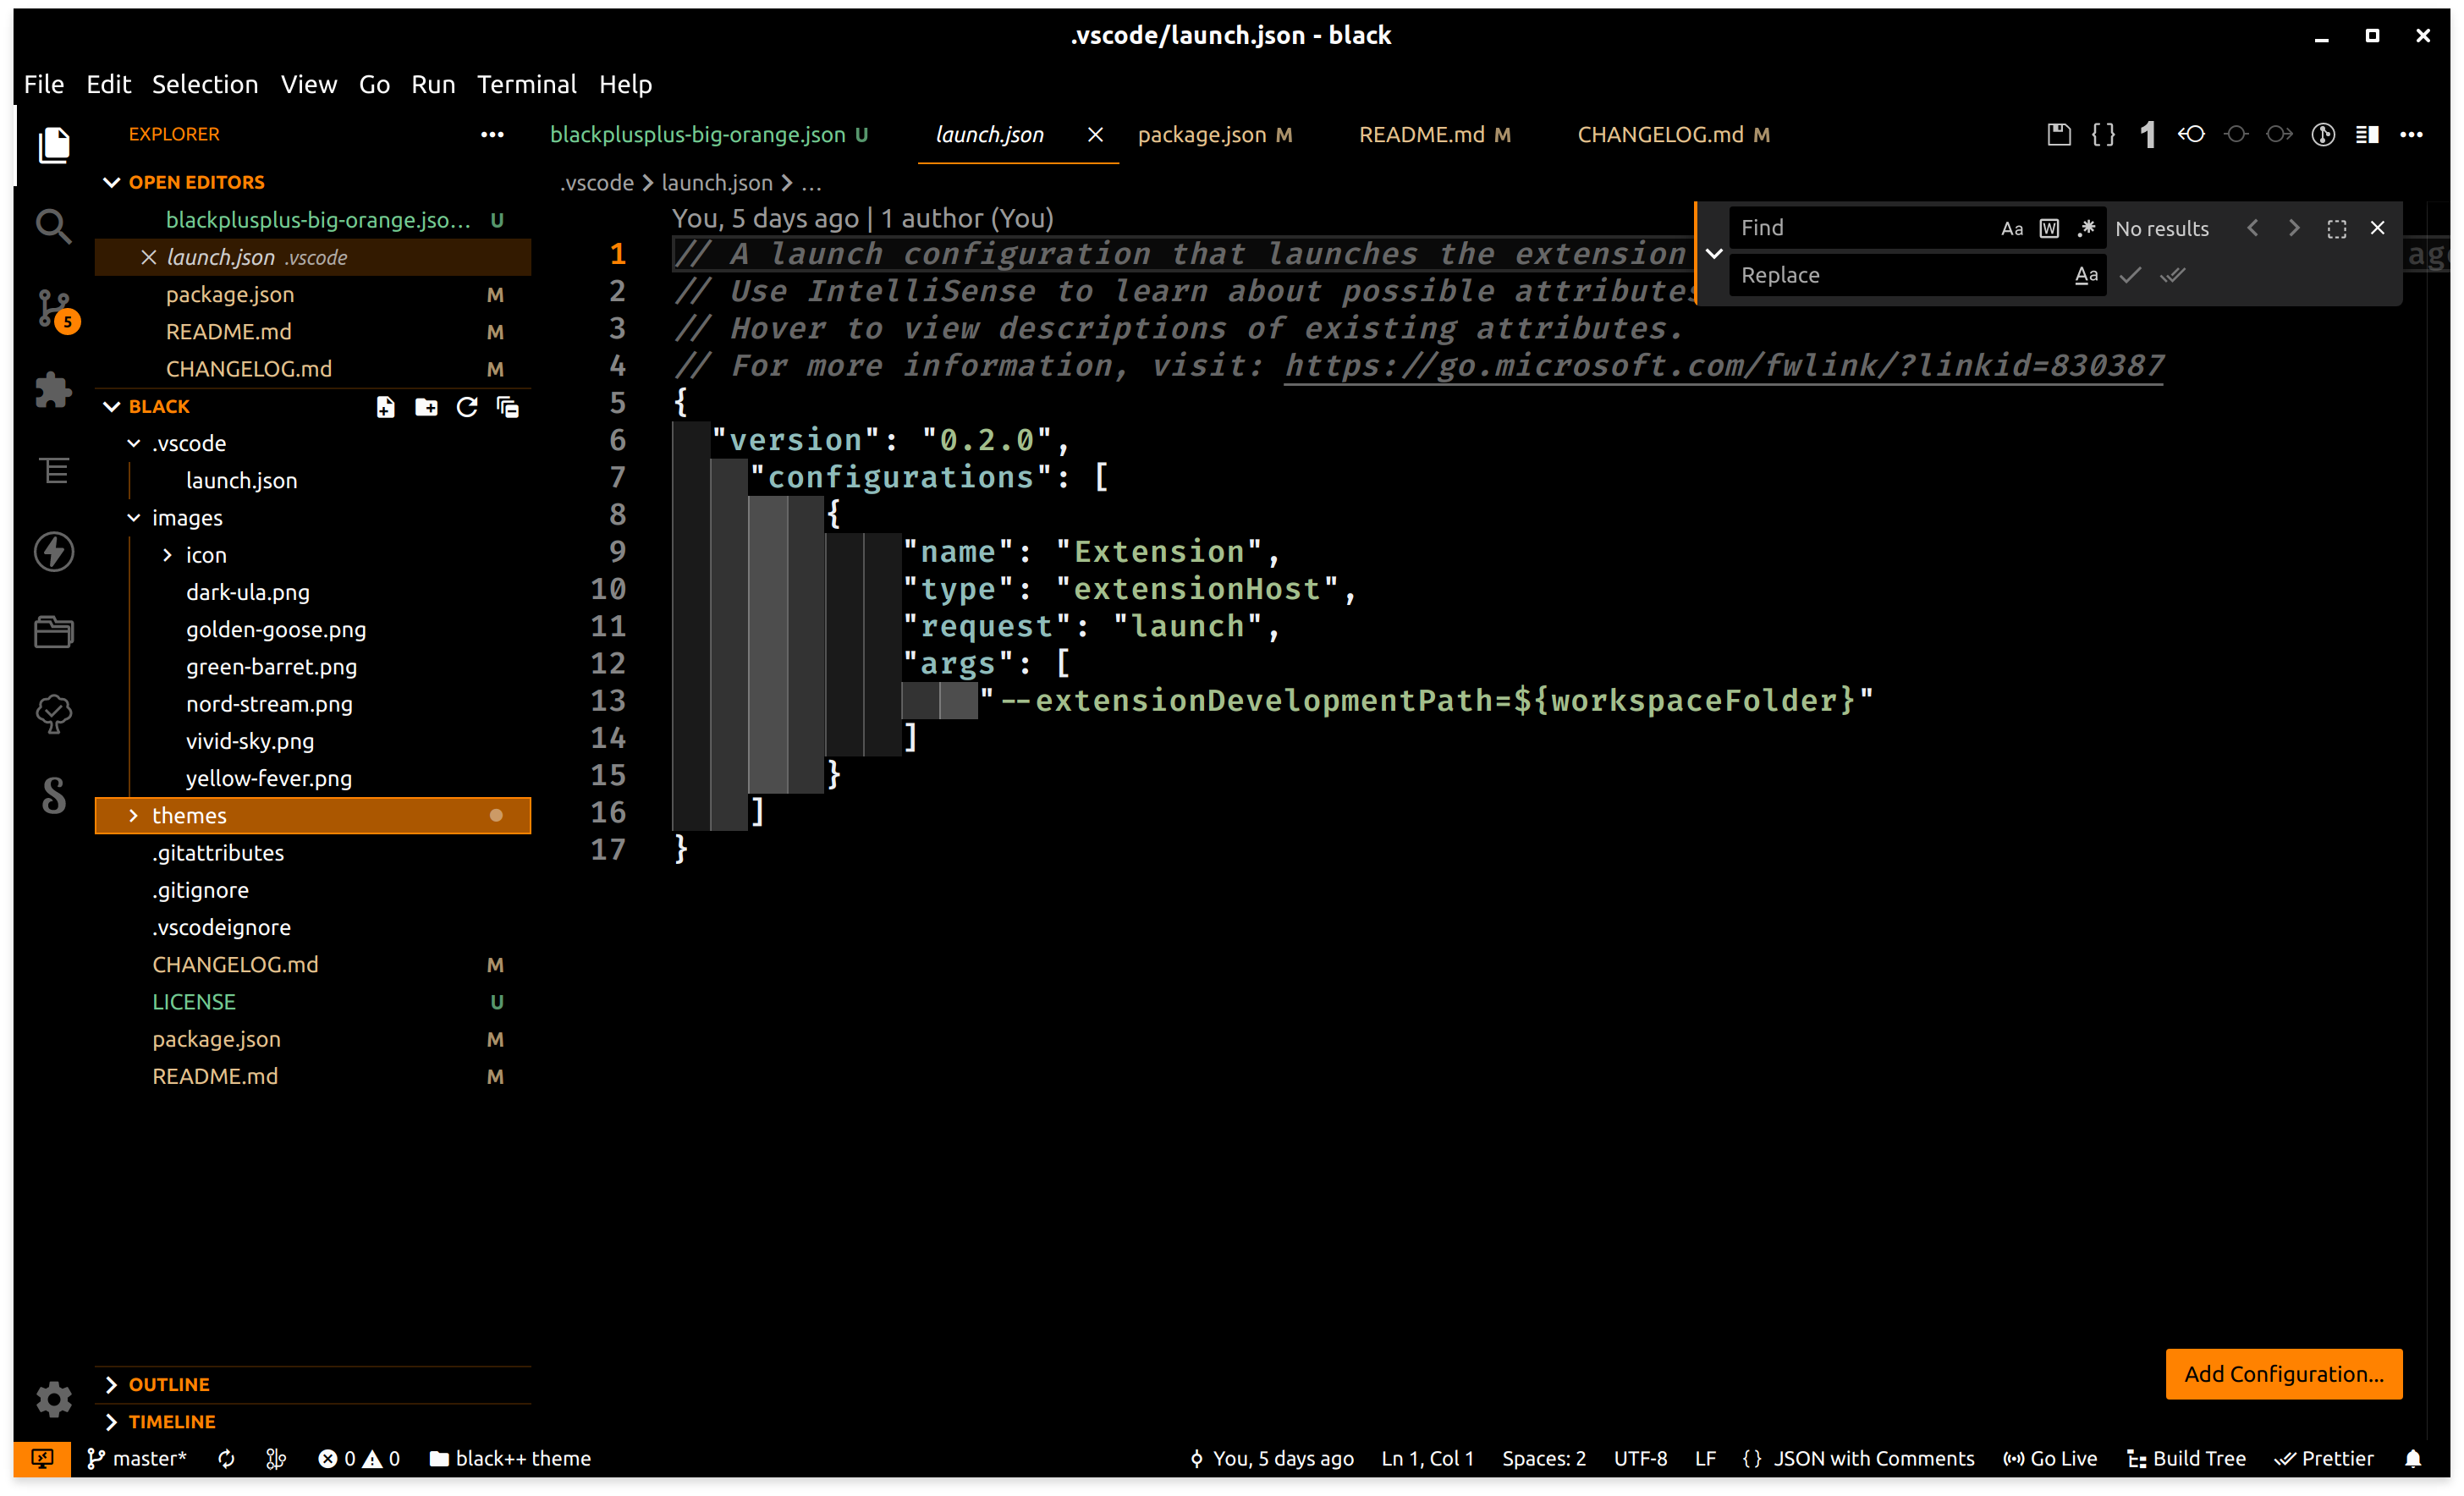 .vscode/launch.json - black
File Edit Selection View Go Run Terminal Help
EXPLORER
OPEN EDITORS
blackplusplus-big-orange.jso... U
launch.json .vscode
package.json M
README.md M
CHANGELOG.md M
BLACK
.vscode
launch.json
images
icon
dark-ula.png
golden-goose.png
green-barret.png
nord-stream.png
vivid-sky.png
yellow-fever.png
themes
.gitattributes
.gitignore
.vscodeignore
CHANGELOG.md M
LICENSE U
package.json M
README.md M
OUTLINE
TIMELINE
5
blackplusplus-big-orange.json U launch.json package.json M README.md M CHANGELOG.md M
.vscode > launch.json > ...
You, 5 days ago | 1 author (You)
1 // A launch configuration that launches the extension
2 // Use IntelliSense to learn about possible attributes
3 // Hover to view descriptions of existing attributes.
4 // For more information, visit: https://go.microsoft.com/fwlink/?linkid=830387
5 {
6 "version": "0.2.0",
7 "configurations": [
8 {
9 "name": "Extension",
10 "type": "extensionHost",
11 "request": "launch",
12 "args": [
13 "--extensionDevelopmentPath=${workspaceFolder}"
14 ]
15 }
16 ]
17 }
Find Aa W .* No results
Replace Aa
Add Configuration...
master* 0 0 black++ theme You, 5 days ago Ln 1, Col 1 Spaces: 2 UTF-8 LF {} JSON with Comments Go Live Build Tree Prettier